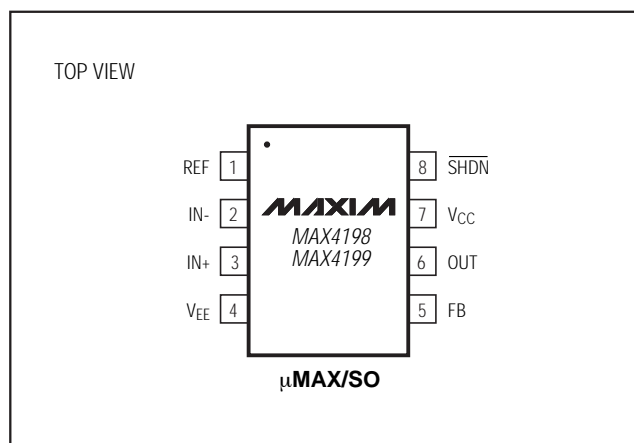 TOP VIEW
REF 1
IN- 2
IN+ 3
VEE 4
MAXIM
MAX4198
MAX4199
8 SHDN
7 VCC
6 OUT
5 FB
μMAX/SO